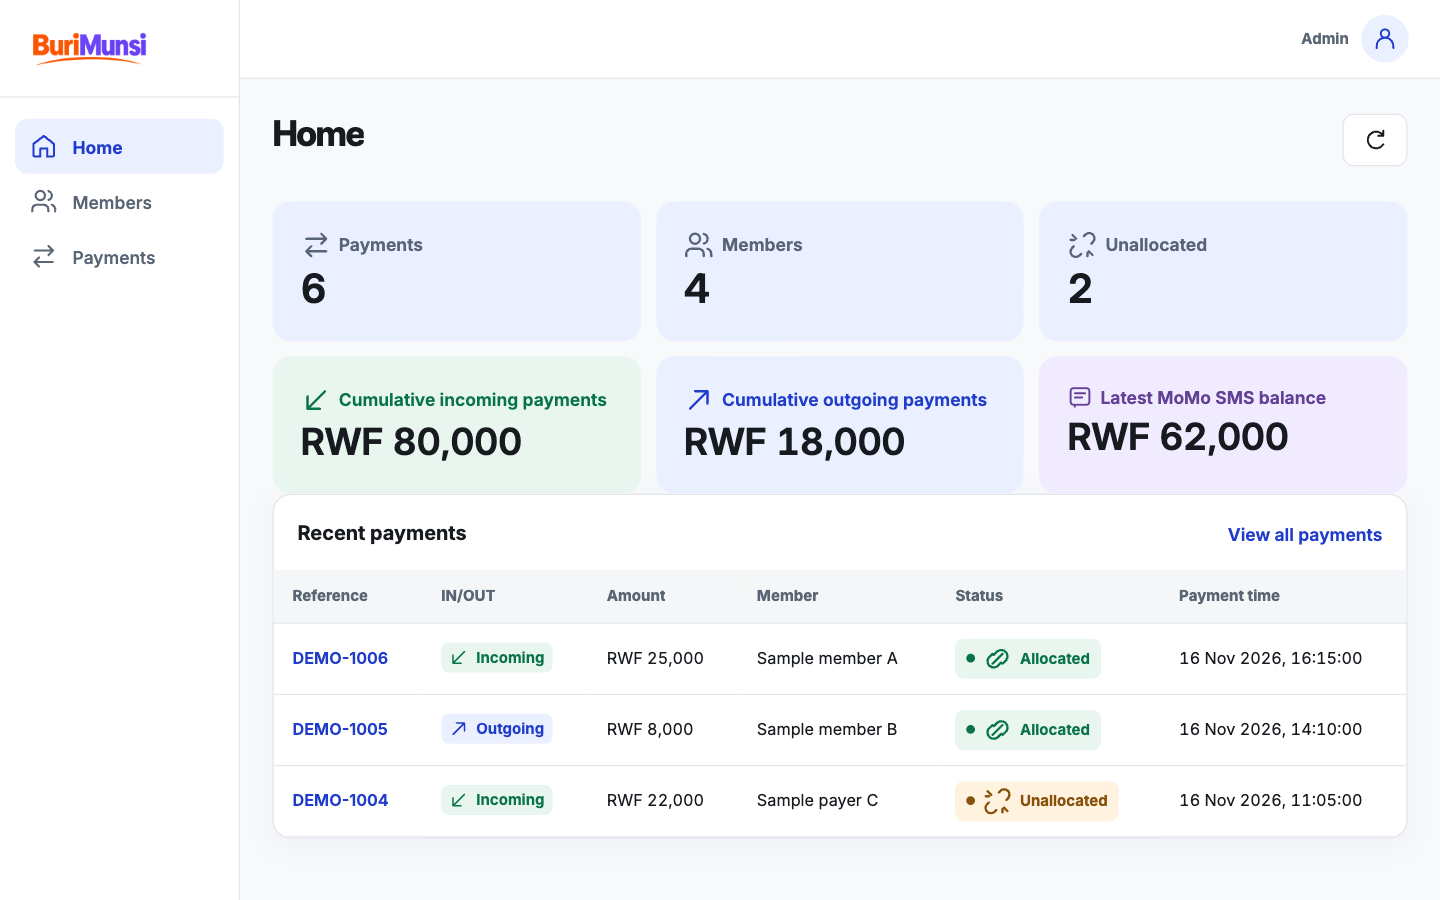 BuriMunsi
Admin
Home
Members
Payments
Home
Payments
6
Members
4
Unallocated
2
Cumulative incoming payments
RWF 80,000
Cumulative outgoing payments
RWF 18,000
Latest MoMo SMS balance
RWF 62,000
Recent payments
View all payments
Reference IN/OUT Amount Member Status Payment time
DEMO-1006 Incoming RWF 25,000 Sample member A Allocated 16 Nov 2026, 16:15:00
DEMO-1005 Outgoing RWF 8,000 Sample member B Allocated 16 Nov 2026, 14:10:00
DEMO-1004 Incoming RWF 22,000 Sample payer C Unallocated 16 Nov 2026, 11:05:00